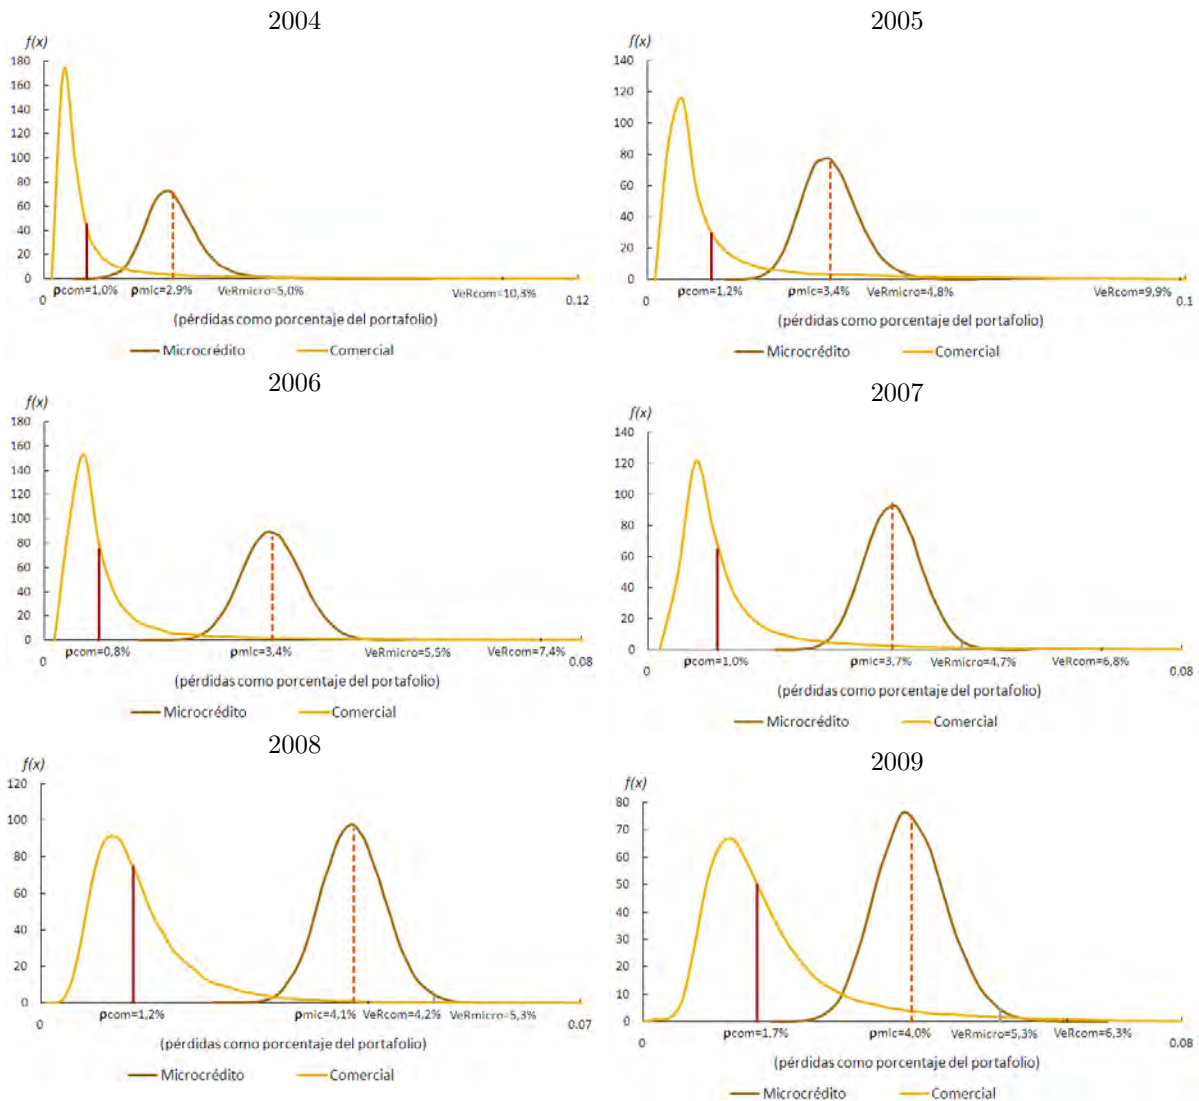 2004
f(x)
180
160
140
120
100
80
60
40
20
0
0 ρcom=1,0% ρmic=2,9% VeRmicro=5,0% VeRcom=10,3% 0.12
(pérdidas como porcentaje del portafolio)
Microcrédito Comercial
2005
f(x)
140
120
100
80
60
40
20
0
0 ρcom=1,2% ρmic=3,4% VeRmicro=4,8% VeRcom=9,9% 0.1
(pérdidas como porcentaje del portafolio)
Microcrédito Comercial
2006
f(x)
180
160
140
120
100
80
60
40
20
0
0 ρcom=0,8% ρmic=3,4% VeRmicro=5,5% VeRcom=7,4% 0.08
(pérdidas como porcentaje del portafolio)
Microcrédito Comercial
2007
f(x)
140
120
100
80
60
40
20
0
0 ρcom=1,0% ρmic=3,7% VeRmicro=4,7% VeRcom=6,8% 0.08
(pérdidas como porcentaje del portafolio)
Microcrédito Comercial
2008
f(x)
120
100
80
60
40
20
0
0 ρcom=1,2% ρmic=4,1% VeRcom=4,2% VeRmicro=5,3% 0.07
(pérdidas como porcentaje del portafolio)
Microcrédito Comercial
2009
f(x)
80
70
60
50
40
30
20
10
0
0 ρcom=1,7% ρmic=4,0% VeRmicro=5,3% VeRcom=6,3% 0.08
(pérdidas como porcentaje del portafolio)
Microcrédito Comercial